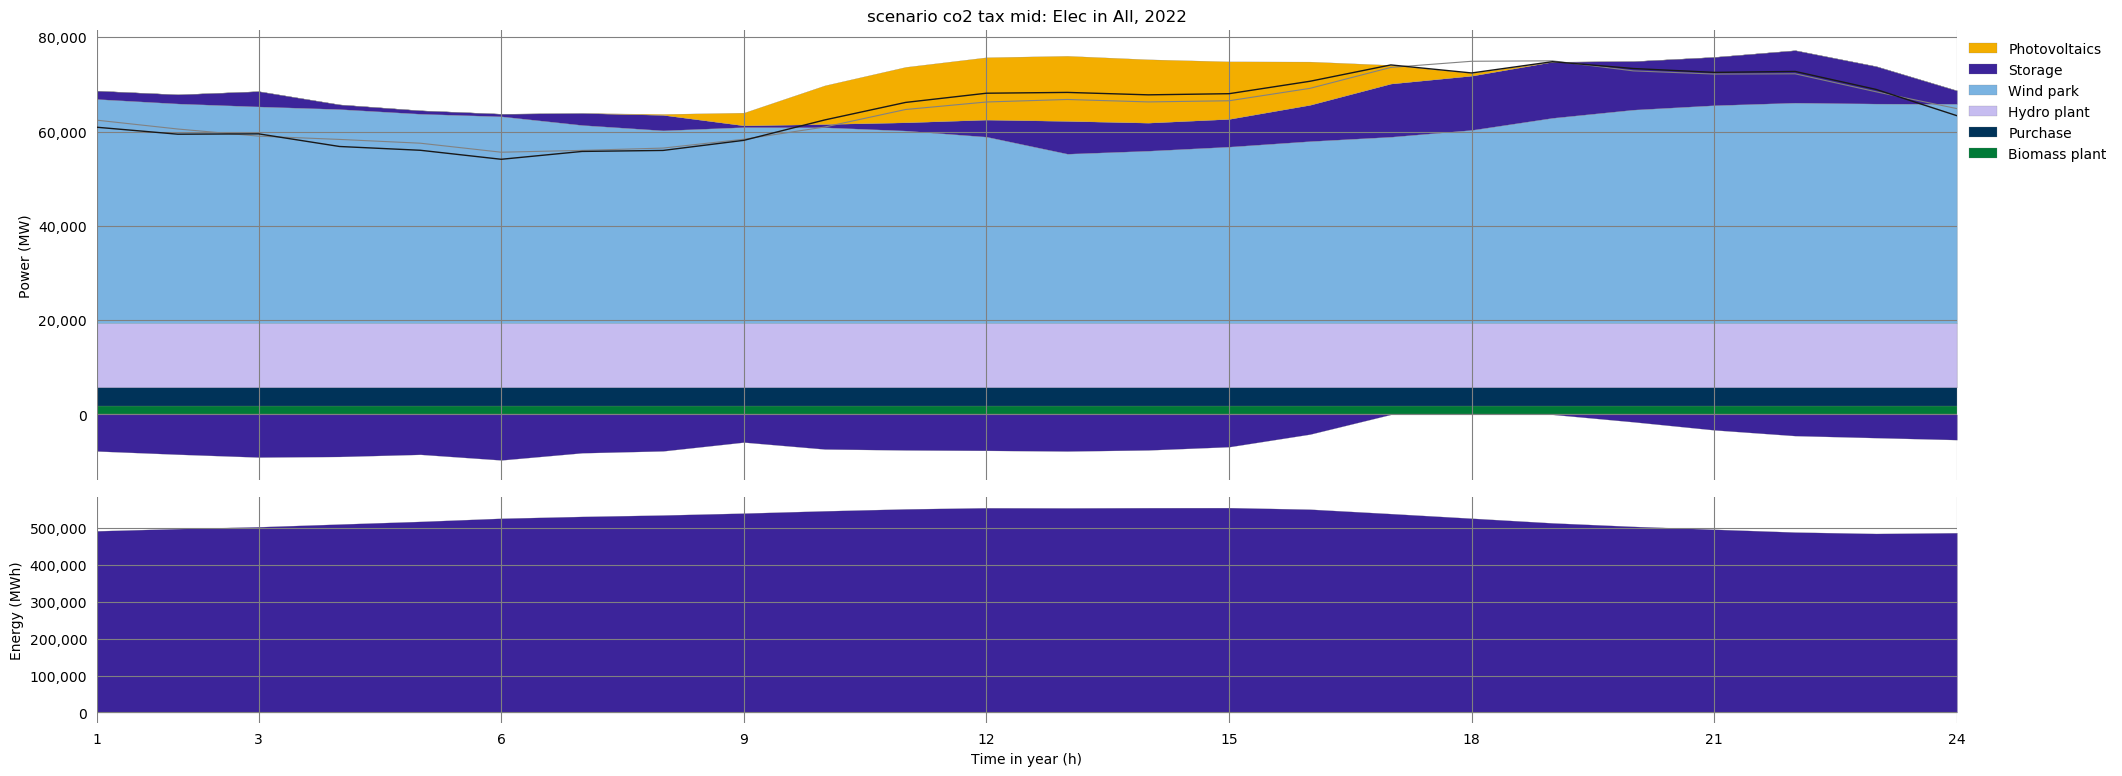 scenario co2 tax mid: Elec in All, 2022
80,000
60,000
40,000
20,000
0
Power (MW)
Photovoltaics
Storage
Wind park
Hydro plant
Purchase
Biomass plant
500,000
400,000
300,000
200,000
100,000
0
Energy (MWh)
1 3 6 9 12 15 18 21 24
Time in year (h)